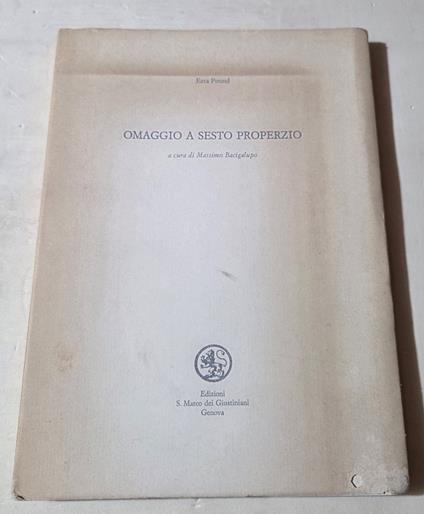 Ezra Pound
OMAGGIO A SESTO PROPERZIO
a cura di Massimo Bacigalupo
Edizioni
S. Marco dei Giustiniani
Genova